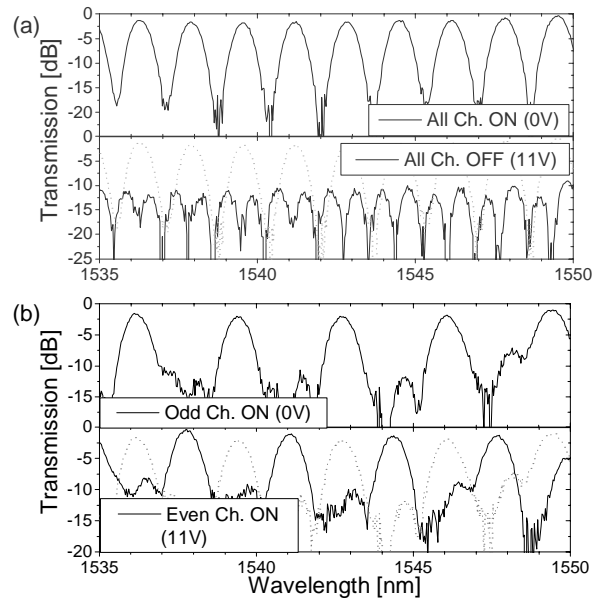 (a)
Transmission [dB]
0
-5
-10
-15
-20
0
All Ch. ON (0V)
All Ch. OFF (11V)
-5
-10
-15
-20
25
1535
1540
1545
1550
(b)
Transmission [dB]
0
-5
-10
-15
0
Odd Ch. ON (0V)
-5
-10
-15
-20
Even Ch. ON
(11V)
1535
1540
1545
1550
Wavelength [nm]